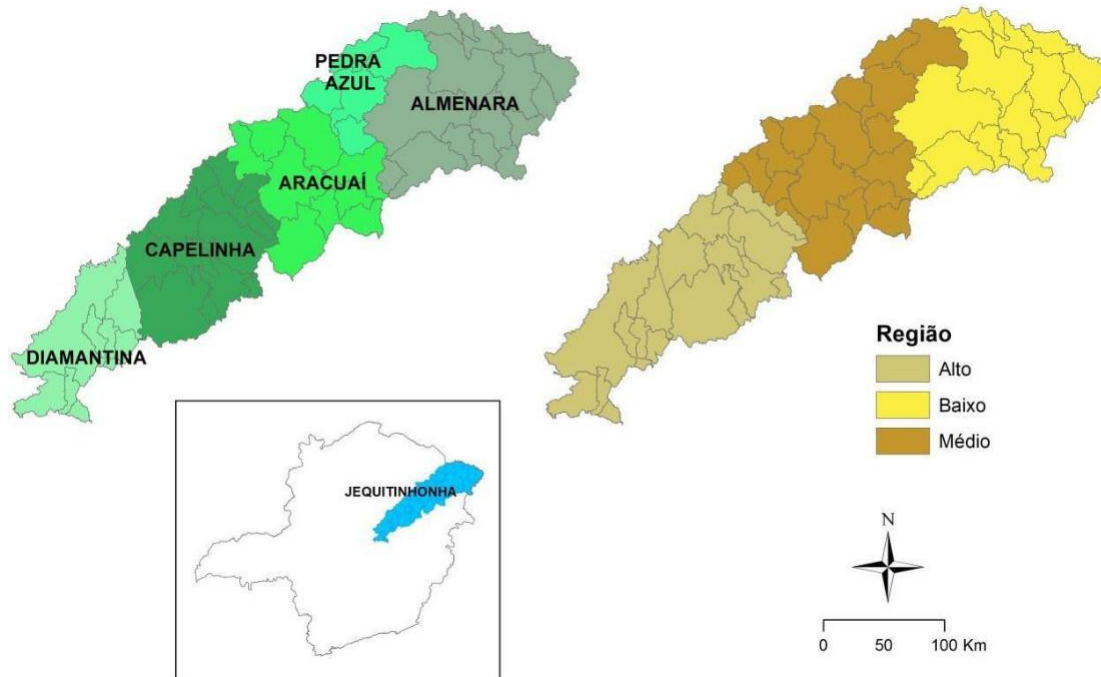 PEDRA
AZUL
ALMENARA
ARACUAÍ
CAPELINHA
DIAMANTINA
JEQUITINHONHA
Região
Alto
Baixo
Médio
N
0 50 100 Km